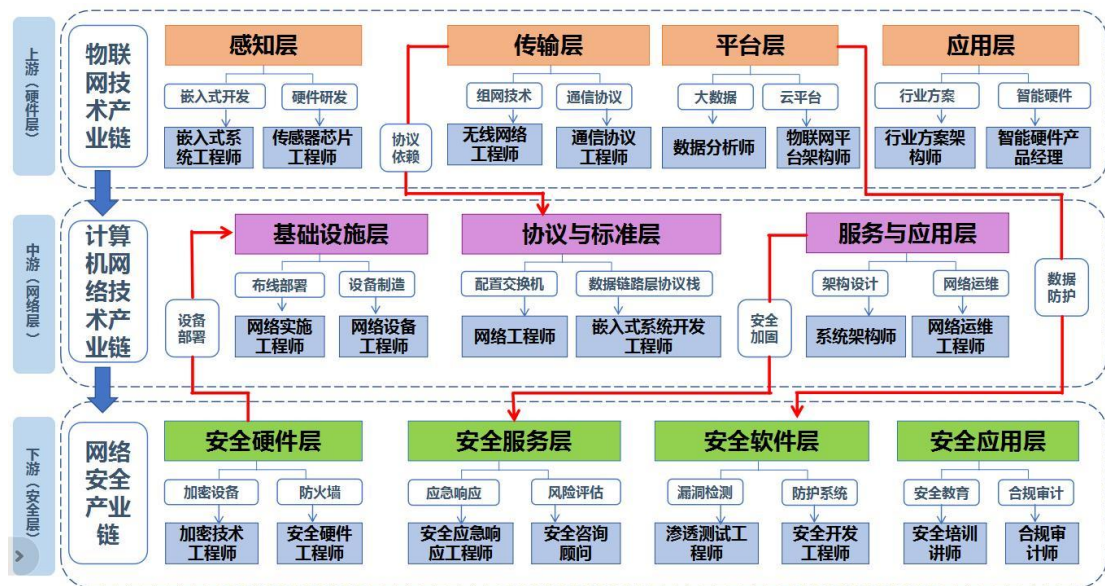 上游（硬件层）
物联
网技
术产
业链
感知层
传输层
平台层
应用层
嵌入式开发
硬件研发
组网技术
通信协议
大数据
云平台
行业方案
智能硬件
嵌入式系
统工程师
传感器芯片
工程师
协议
依赖
无线网络
工程师
通信协议
工程师
数据分析师
物联网平
台架构师
行业方案架
构师
智能硬件产
品经理
中游（网络层）
计算
机网
络技
术产
业链
基础设施层
协议与标准层
服务与应用层
布线部署
设备制造
配置交换机
数据链路层协议栈
架构设计
网络运维
数据
防护
设备
部署
网络实施
工程师
网络设备
工程师
网络工程师
嵌入式系统开发
工程师
安全
加固
系统架构师
网络运维
工程师
下游（安全层）
网络
安全
产业
链
安全硬件层
安全服务层
安全软件层
安全应用层
加密设备
防火墙
应急响应
风险评估
漏洞检测
防护系统
安全教育
合规审计
加密技术
工程师
安全硬件
工程师
安全应急响
应工程师
安全咨询
顾问
渗透测试工
程师
安全开发
工程师
安全培训
讲师
合规审
计师